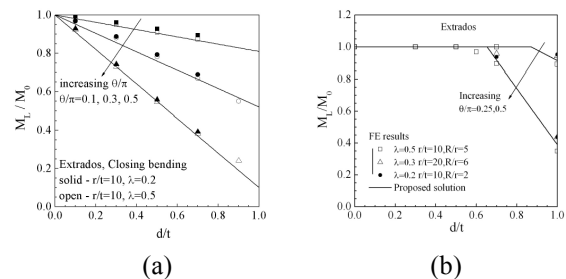 (a)
1.0
0.8
0.6
0.4
0.2
0.0
M_L / M_0
increasing θ/π
θ/π=0.1, 0.3, 0.5
Extrados, Closing bending
solid - r/t=10, λ=0.2
open - r/t=10, λ=0.5
0.0 0.2 0.4 0.6 0.8 1.0
d/t
(a)
(b)
Extrados
1.2
1.0
0.8
0.6
0.4
0.2
0.0
M_L/M_0
Increasing
θ/π=0.25,0.5
FE results
λ=0.5 r/t=10,R/r=5
λ=0.3 r/t=20,R/r=6
λ=0.2 r/t=10,R/r=2
Proposed solution
0.0 0.2 0.4 0.6 0.8 1.0
d/t
(b)